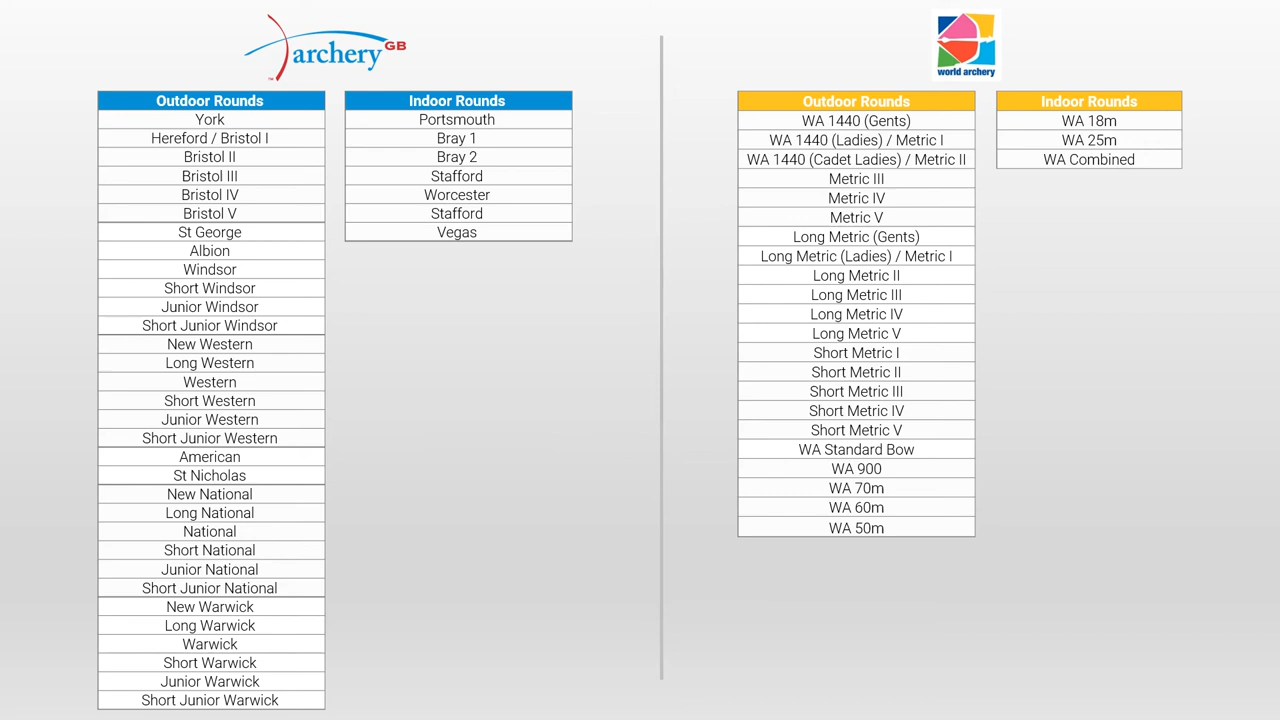 archery GB
Outdoor Rounds
York
Hereford / Bristol I
Bristol II
Bristol III
Bristol IV
Bristol V
St George
Albion
Windsor
Short Windsor
Junior Windsor
Short Junior Windsor
New Western
Long Western
Western
Short Western
Junior Western
Short Junior Western
American
St Nicholas
New National
Long National
National
Short National
Junior National
Short Junior National
New Warwick
Long Warwick
Warwick
Short Warwick
Junior Warwick
Short Junior Warwick
Indoor Rounds
Portsmouth
Bray 1
Bray 2
Stafford
Worcester
Stafford
Vegas
world archery
Outdoor Rounds
WA 1440 (Gents)
WA 1440 (Ladies) / Metric I
WA 1440 (Cadet Ladies) / Metric II
Metric III
Metric IV
Metric V
Long Metric (Gents)
Long Metric (Ladies) / Metric I
Long Metric II
Long Metric III
Long Metric IV
Long Metric V
Short Metric I
Short Metric II
Short Metric III
Short Metric IV
Short Metric V
WA Standard Bow
WA 900
WA 70m
WA 60m
WA 50m
Indoor Rounds
WA 18m
WA 25m
WA Combined